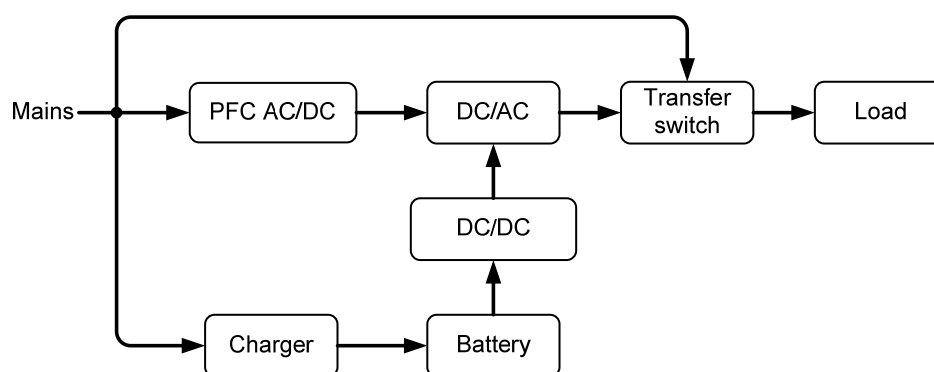 Mains
PFC AC/DC
DC/AC
Transfer
switch
Load
DC/DC
Charger
Battery